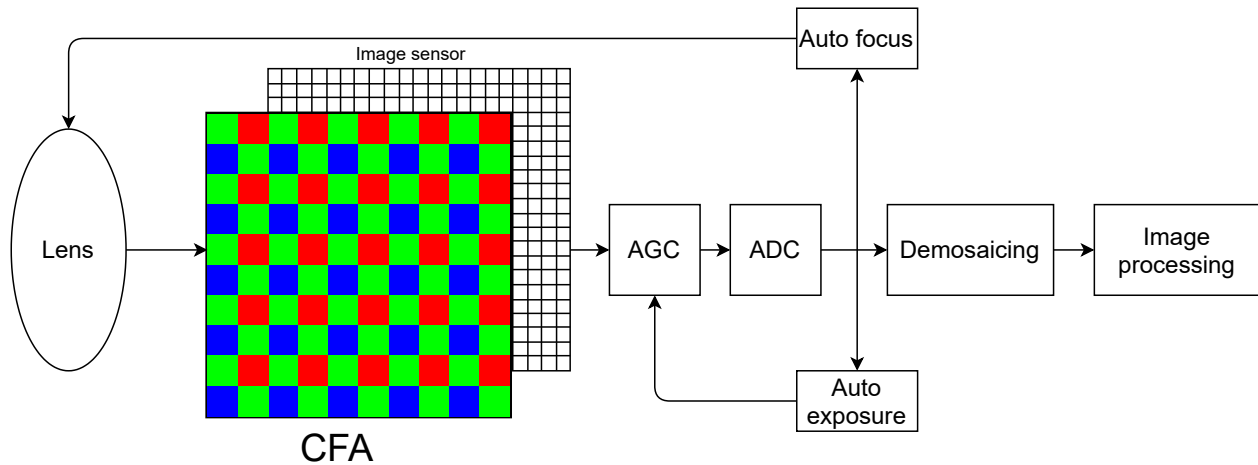 Auto focus
Image sensor
Lens
AGC
ADC
Demosaicing
Image
processing
Auto
exposure
CFA